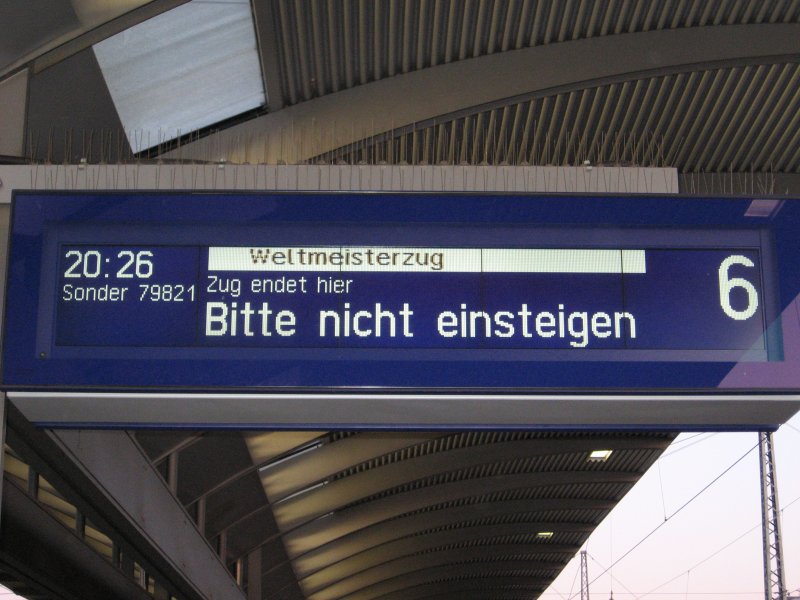 20:26
Sonder 79821
Weltmeisterzug
Zug endet hier
Bitte nicht einsteigen
6